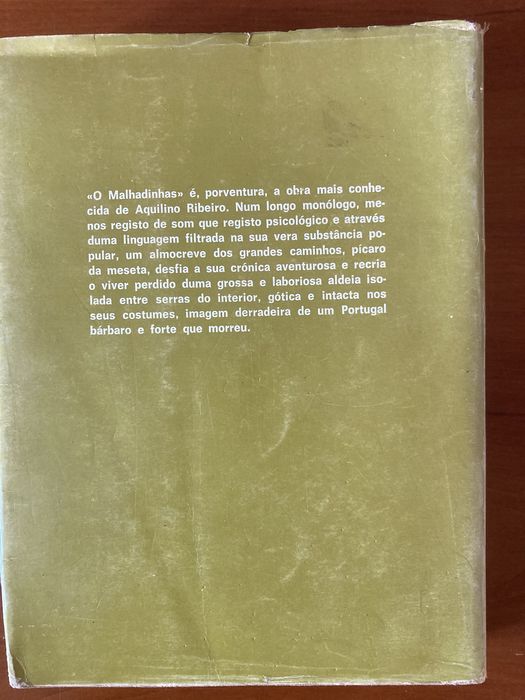 «O Malhadinhas» é, porventura, a obra mais conhe-
cida de Aquilino Ribeiro. Num longo monólogo, me-
nos registo de som que registo psicológico e através
duma linguagem filtrada na sua vera substância po-
pular, um almocreve dos grandes caminhos, pícaro
da meseta, desfia a sua crónica aventurosa e recria
o viver perdido duma grossa e laboriosa aldeia iso-
lada entre serras do interior, gótica e intacta nos
seus costumes, imagem derradeira de um Portugal
bárbaro e forte que morreu.